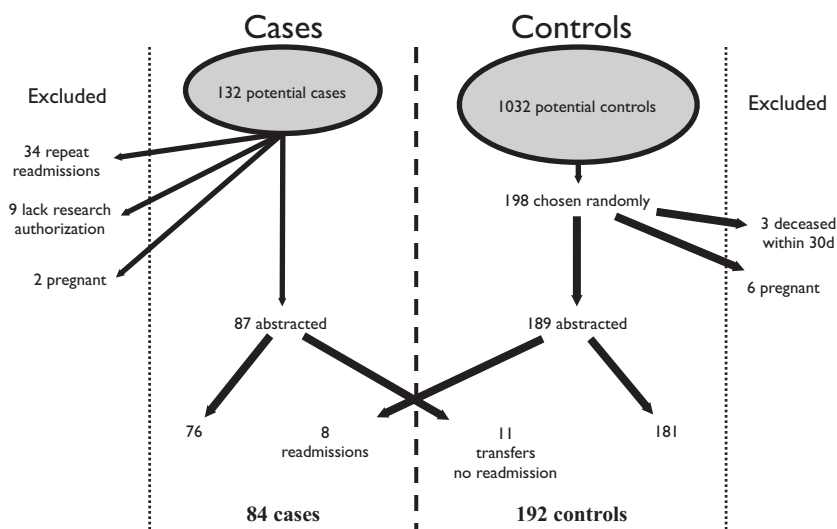 Cases
Controls
132 potential cases
1032 potential controls
Excluded
Excluded
34 repeat
readmissions
9 lack research
authorization
2 pregnant
198 chosen randomly
3 deceased
within 30d
6 pregnant
87 abstracted
189 abstracted
76
8
readmissions
11
transfers
no readmission
181
84 cases
192 controls